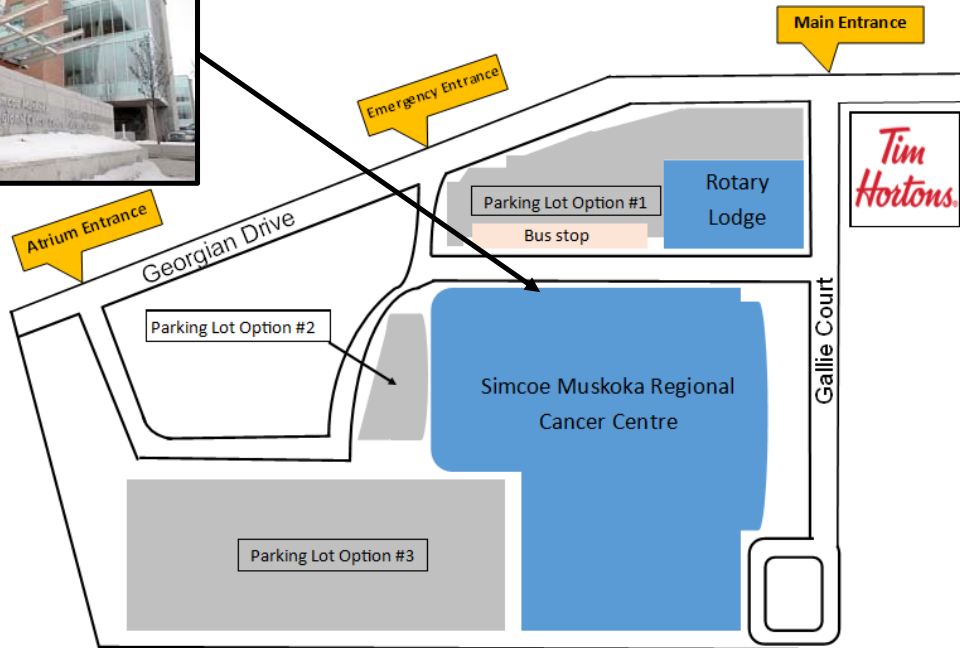 Main Entrance
Emergency Entrance
Tim
Hortons.
Rotary
Lodge
Parking Lot Option #1
Bus stop
Atrium Entrance
Georgian Drive
Parking Lot Option #2
Gallie Court
Simcoe Muskoka Regional
Cancer Centre
Parking Lot Option #3